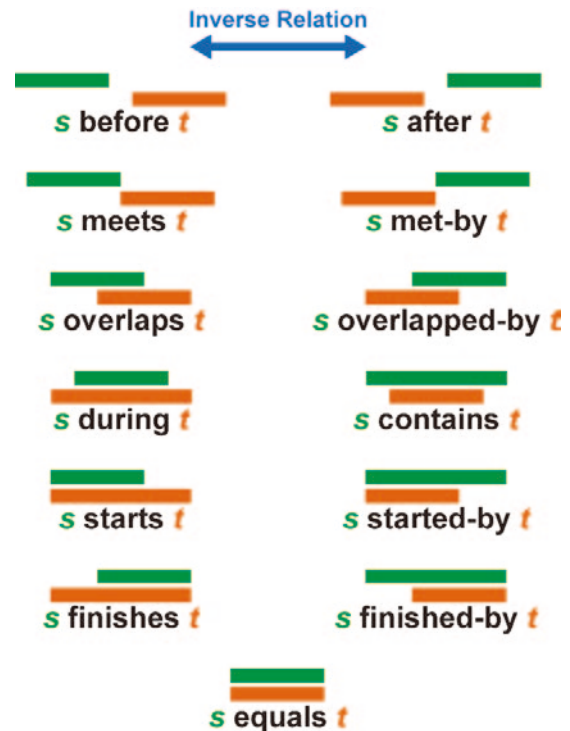 Inverse Relation
s before t
s after t
s meets t
s met-by t
s overlaps t
s overlapped-by t
s during t
s contains t
s starts t
s started-by t
s finishes t
s finished-by t
s equals t